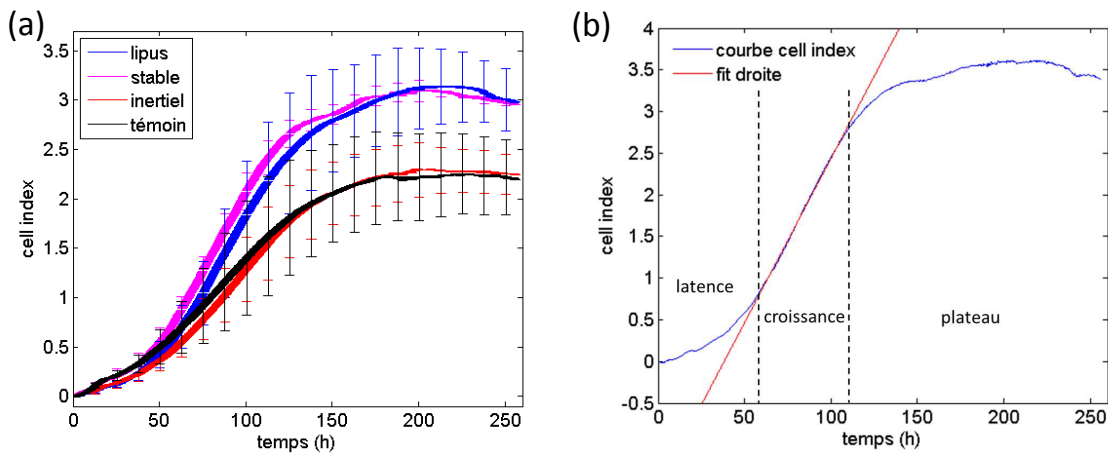 (a)
lipus
stable
inertiel
témoin
3.5
3
2.5
2
1.5
1
0.5
0
cell index
0 50 100 150 200 250
temps (h)
(b)
courbe cell index
fit droite
4
3.5
3
2.5
2
1.5
1
0.5
0
-0.5
cell index
latence
croissance
plateau
0 50 100 150 200 250
temps (h)